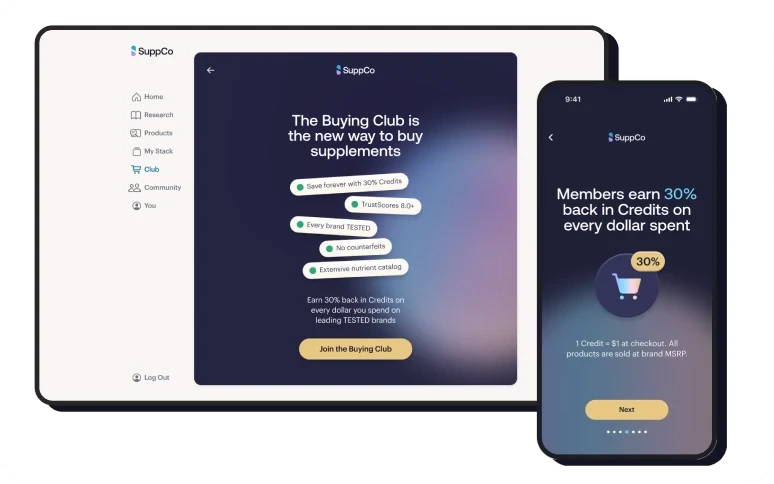 SuppCo
Home
Research
Products
My Stack
Club
Community
You
Log Out
SuppCo
The Buying Club is
the new way to buy
supplements
Save forever with 30% Credits
TrustScores 8.0+
Every brand TESTED
No counterfeits
Extensive nutrient catalog
Earn 30% back in Credits on
every dollar you spend on
leading TESTED brands
Join the Buying Club
9:41
SuppCo
Members earn 30%
back in Credits on
every dollar spent
30%
1 Credit = $1 at checkout. All
products are sold at brand MSRP.
Next